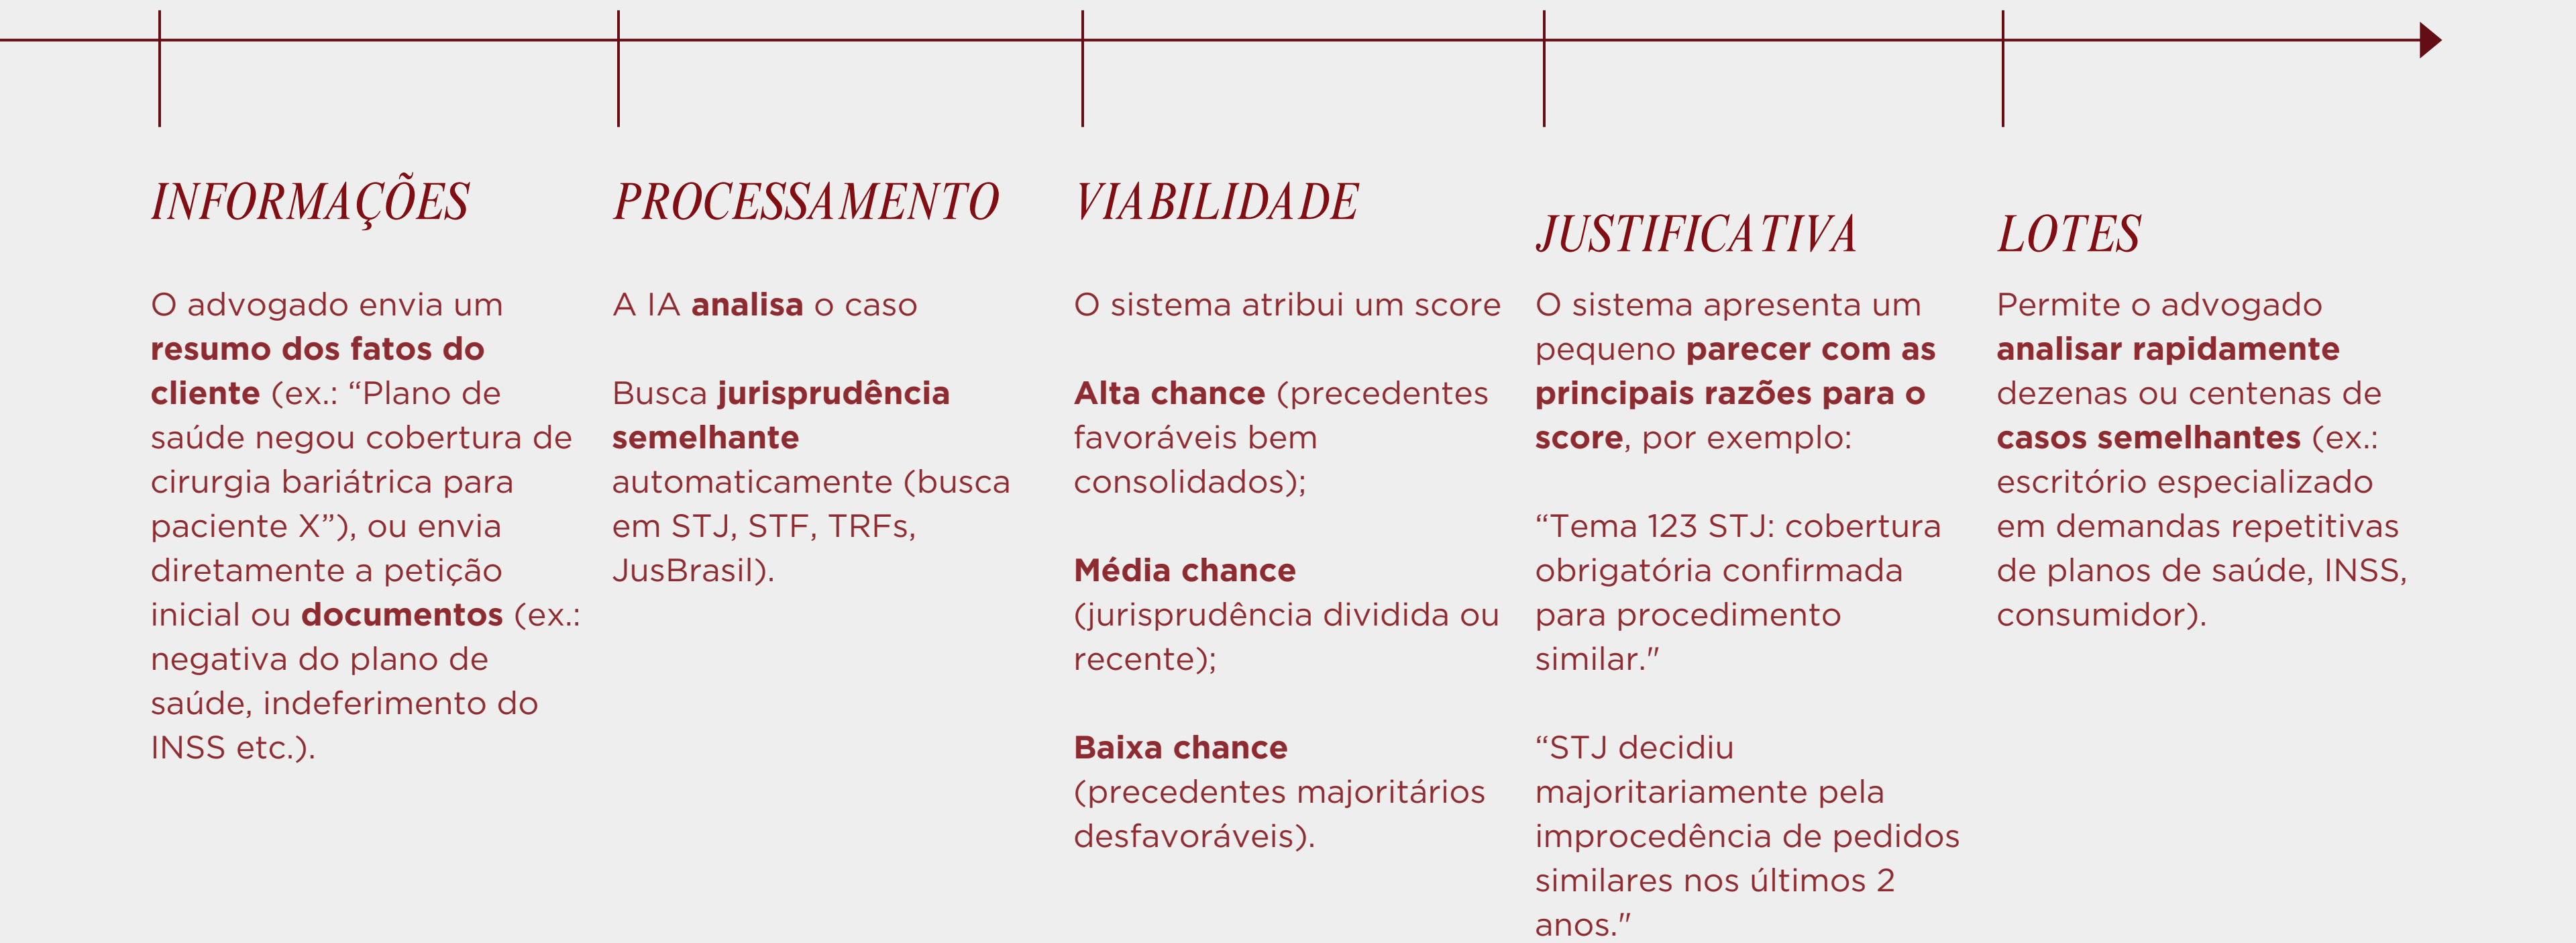 INFORMAÇÕES
O advogado envia um
resumo dos fatos do
cliente (ex.: “Plano de
saúde negou cobertura de
cirurgia bariátrica para
paciente X”), ou envia
diretamente a petição
inicial ou documentos (ex.:
negativa do plano de
saúde, indeferimento do
INSS etc.).
PROCESSAMENTO
A IA analisa o caso
Busca jurisprudência
semelhante
automaticamente (busca
em STJ, STF, TRFs,
JusBrasil).
VIABILIDADE
O sistema atribui um score
Alta chance (precedentes
favoráveis bem
consolidados);
Média chance
(jurisprudência dividida ou
recente);
Baixa chance
(precedentes majoritários
desfavoráveis).
JUSTIFICATIVA
O sistema apresenta um
pequeno parecer com as
principais razões para o
score, por exemplo:
“Tema 123 STJ: cobertura
obrigatória confirmada
para procedimento
similar."
“STJ decidiu
majoritariamente pela
improcedência de pedidos
similares nos últimos 2
anos."
LOTES
Permite o advogado
analisar rapidamente
dezenas ou centenas de
casos semelhantes (ex.:
escritório especializado
em demandas repetitivas
de planos de saúde, INSS,
consumidor).